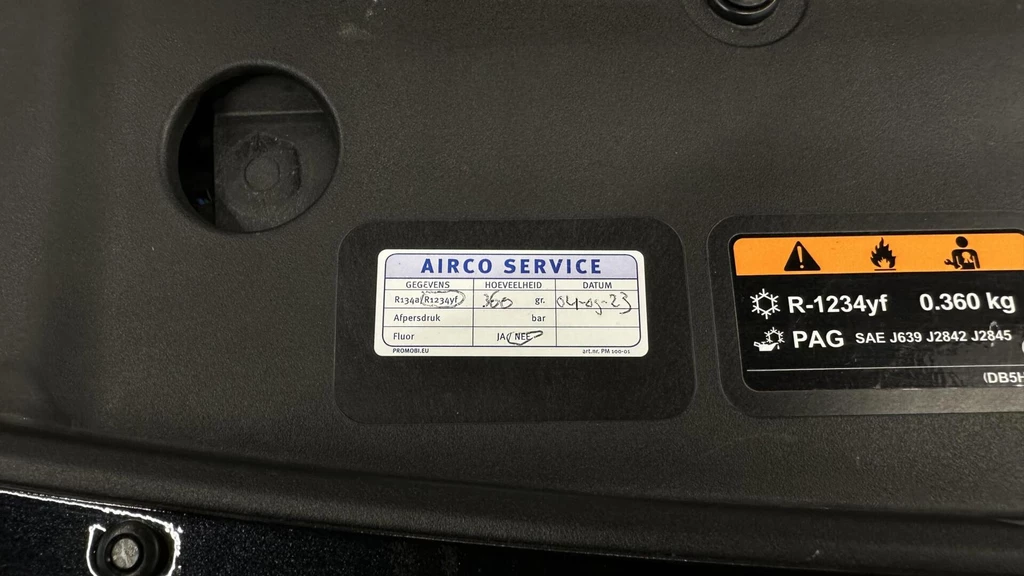 AIRCO SERVICE
GEGEVENS HOEVEELHEID DATUM
R134a/R1234yf 360 gr. 04-09-23
Afpersdruk bar
Fluor JA/NEE
PROMOBI.EU art.nr. PM 100-01
R-1234yf 0.360 kg
PAG SAE J639 J2842 J2845
(DB5H